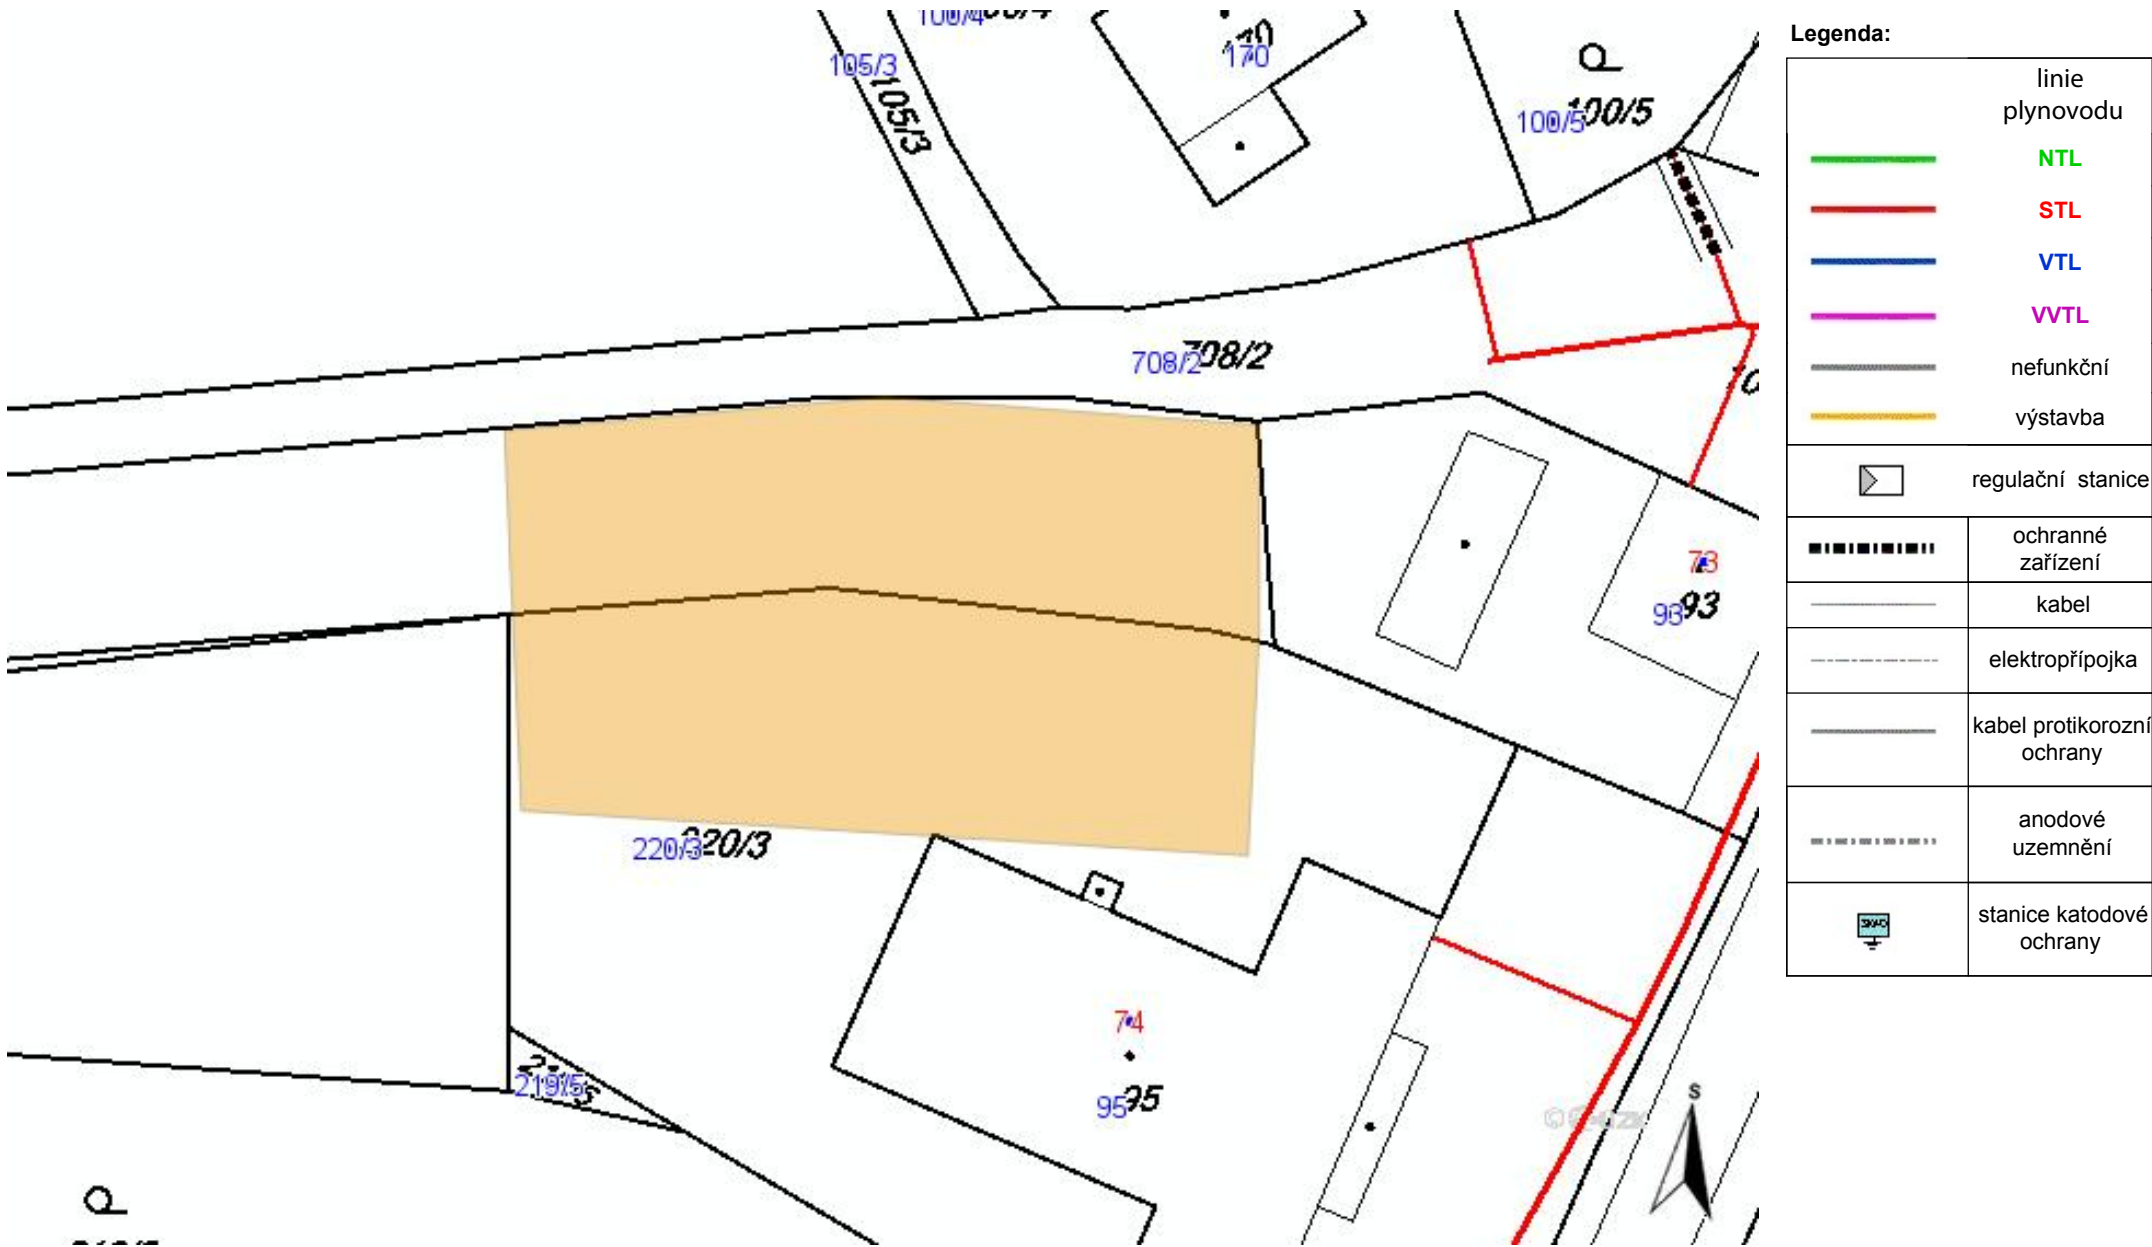 Legenda:
linie
plynovodu
NTL
STL
VTL
VVTL
nefunkční
výstavba
regulační stanice
ochranné
zařízení
kabel
elektropřípojka
kabel protikorozní
ochrany
anodové
uzemnění
stanice katodové
ochrany
100/4
170
105/3
105/3
100/5
100/5
708/2
708/2
73
93
93
220/3
220/3
74
95
95
219/5
S